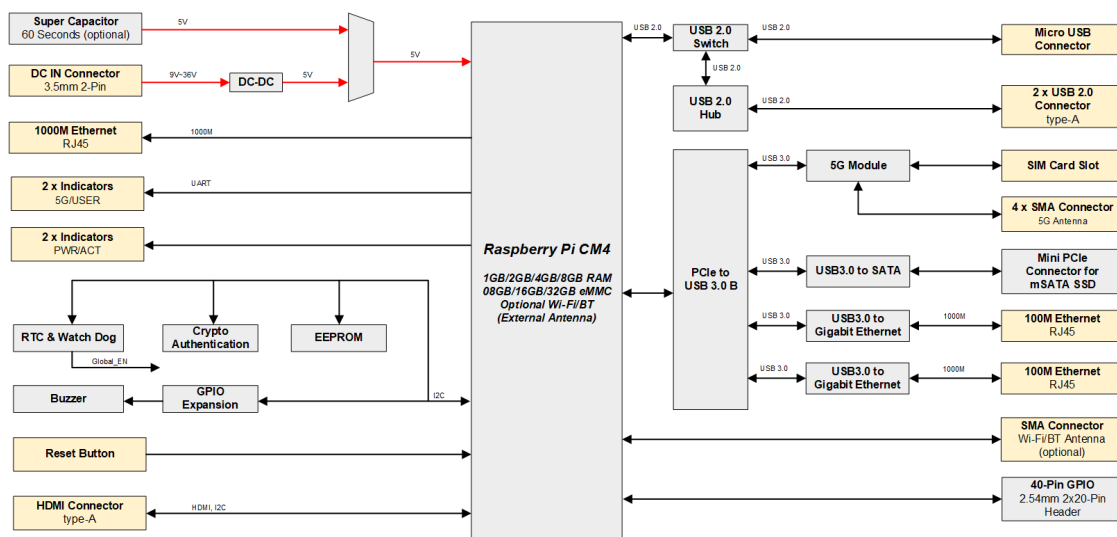 Super Capacitor
60 Seconds (optional)
5V
DC IN Connector
3.5mm 2-Pin
9V~36V
DC-DC
5V
5V
1000M Ethernet
RJ45
1000M
2 x Indicators
5G/USER
UART
2 x Indicators
PWR/ACT
RTC & Watch Dog
Crypto
Authentication
EEPROM
Global_EN
Buzzer
GPIO
Expansion
I2C
Reset Button
HDMI Connector
type-A
HDMI, I2C
Raspberry Pi CM4
1GB/2GB/4GB/8GB RAM
08GB/16GB/32GB eMMC
Optional Wi-Fi/BT
(External Antenna)
USB 2.0
USB 2.0
Switch
USB 2.0
Micro USB
Connector
USB 2.0
USB 2.0
Hub
USB 2.0
2 x USB 2.0
Connector
type-A
PCIe to
USB 3.0 B
USB 3.0
5G Module
SIM Card Slot
4 x SMA Connector
5G Antenna
USB 3.0
USB3.0 to SATA
Mini PCIe
Connector for
mSATA SSD
USB 3.0
USB3.0 to
Gigabit Ethernet
1000M
100M Ethernet
RJ45
USB 3.0
USB3.0 to
Gigabit Ethernet
1000M
100M Ethernet
RJ45
SMA Connector
Wi-Fi/BT Antenna
(optional)
40-Pin GPIO
2.54mm 2x20-Pin
Header